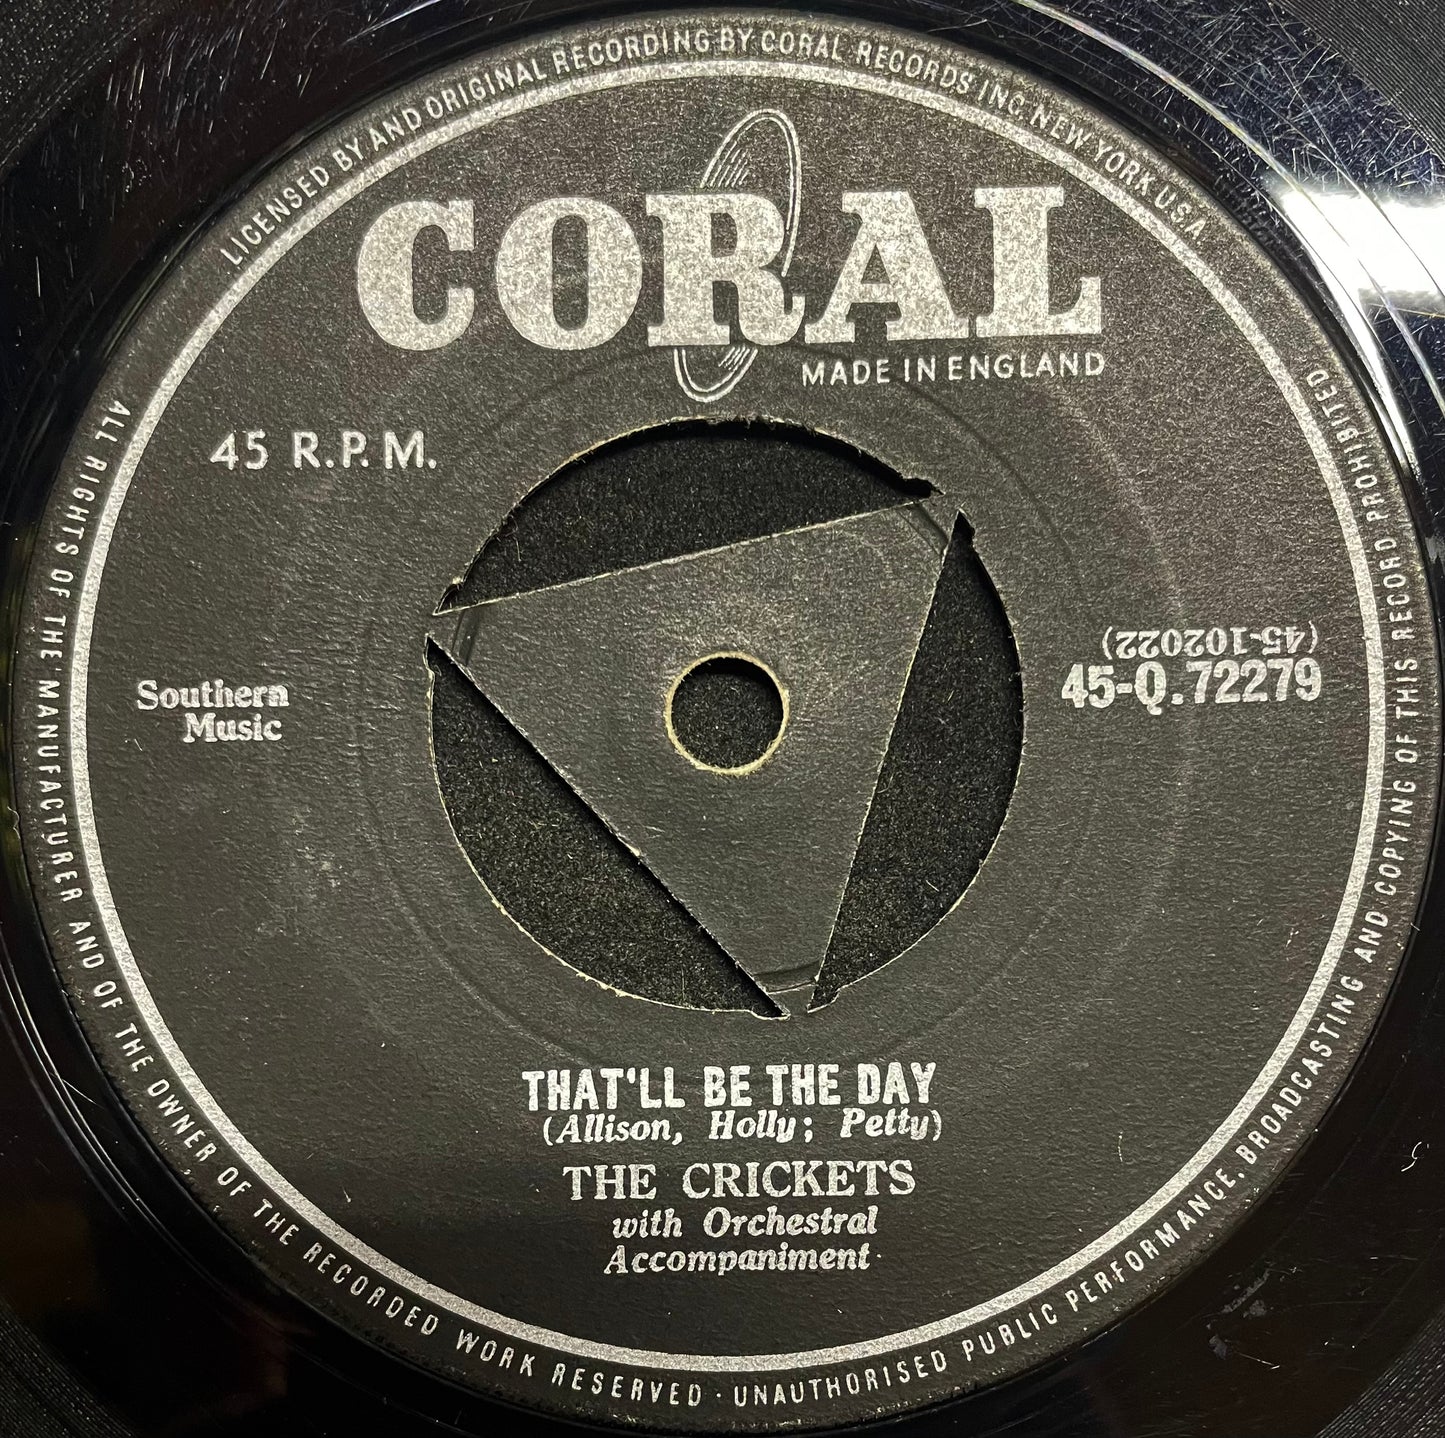 LICENSED BY AND ORIGINAL RECORDING BY CORAL RECORDS INC. NEW YORK USA
CORAL
MADE IN ENGLAND
45 R.P.M.
(45-102022)
45-Q.72279
Southern
Music
THAT'LL BE THE DAY
(Allison, Holly; Petty)
THE CRICKETS
with Orchestral
Accompaniment
ALL RIGHTS OF THE MANUFACTURER AND OF THE OWNER OF THE RECORDED WORK RESERVED · UNAUTHORISED PUBLIC PERFORMANCE, BROADCASTING AND COPYING OF THIS RECORD PROHIBITED.